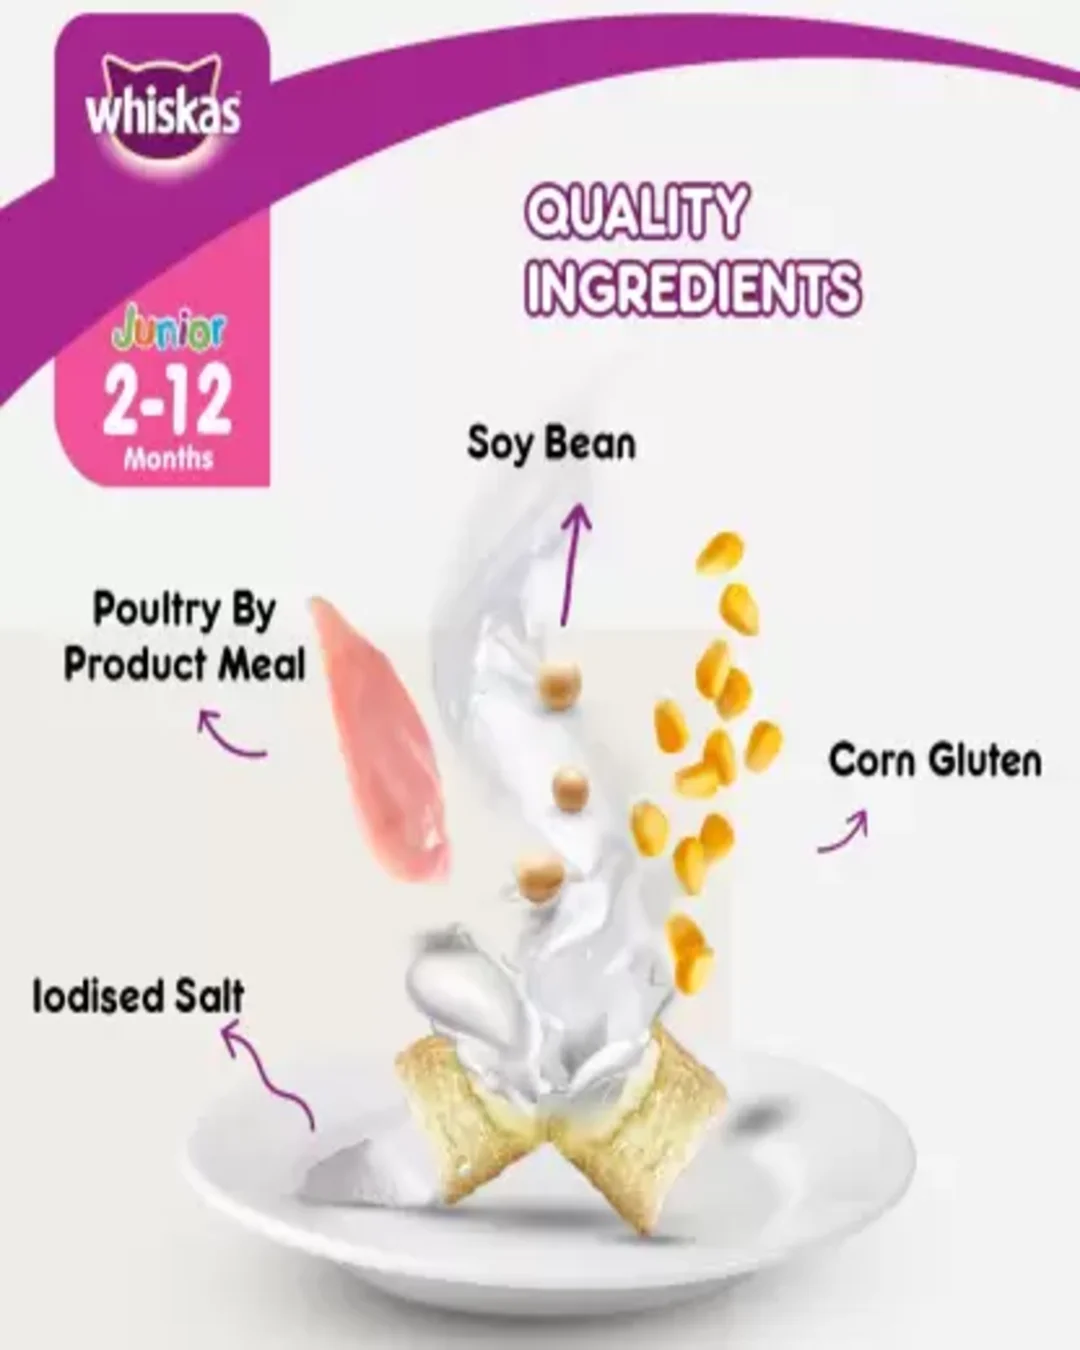 whiskas
QUALITY
INGREDIENTS
Junior
2-12
Months
Soy Bean
Poultry By
Product Meal
Corn Gluten
Iodised Salt